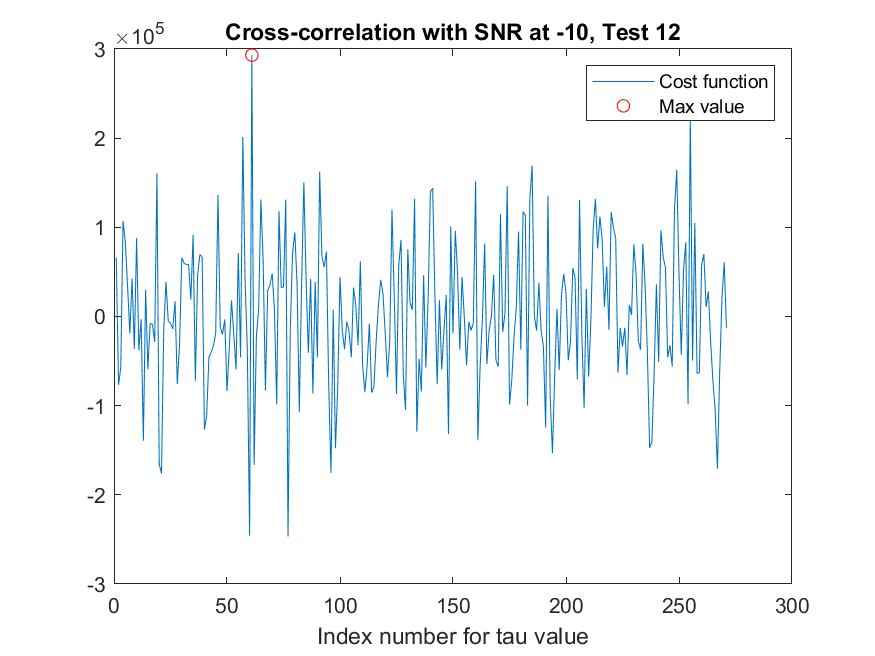 Cross-correlation with SNR at -10, Test 12
×10^5
3
2
1
0
-1
-2
-3
0 50 100 150 200 250 300
Index number for tau value
Cost function
Max value